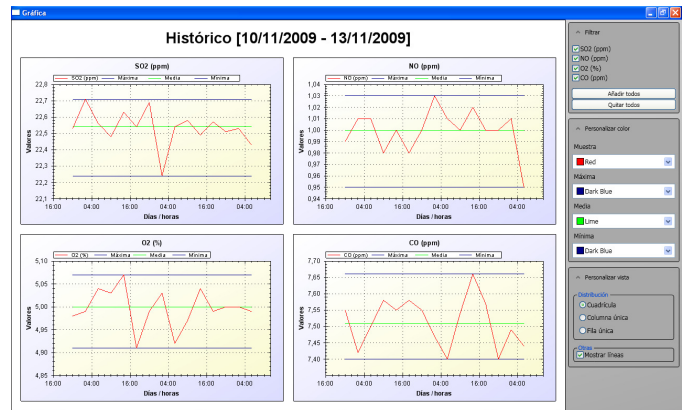 Gráfica
Histórico [10/11/2009 - 13/11/2009]
SO2 (ppm)
SO2 (ppm) Máxima Media Mínima
22,8
22,7
22,6
22,5
22,4
22,3
22,2
22,1
Valores
16:00 04:00 16:00 04:00 16:00 04:00
Días / horas
NO (ppm)
NO (ppm) Máxima Media Mínima
1,04
1,03
1,02
1,01
1,00
0,99
0,98
0,97
0,96
0,95
0,94
Valores
16:00 04:00 16:00 04:00 16:00 04:00
Días / horas
O2 (%)
O2 (%) Máxima Media Mínima
5,10
5,05
5,00
4,95
4,90
4,85
Valores
16:00 04:00 16:00 04:00 16:00 04:00
Días / horas
CO (ppm)
CO (ppm) Máxima Media Mínima
7,70
7,65
7,60
7,55
7,50
7,45
7,40
Valores
16:00 04:00 16:00 04:00 16:00 04:00
Días / horas
Filtrar
SO2 (ppm)
NO (ppm)
O2 (%)
CO (ppm)
Añadir todos
Quitar todos
Personalizar color
Muestra
Red
Máxima
Dark Blue
Media
Lime
Mínima
Dark Blue
Personalizar vista
Distribución
Cuadrícula
Columna única
Fila única
Otras
Mostrar líneas